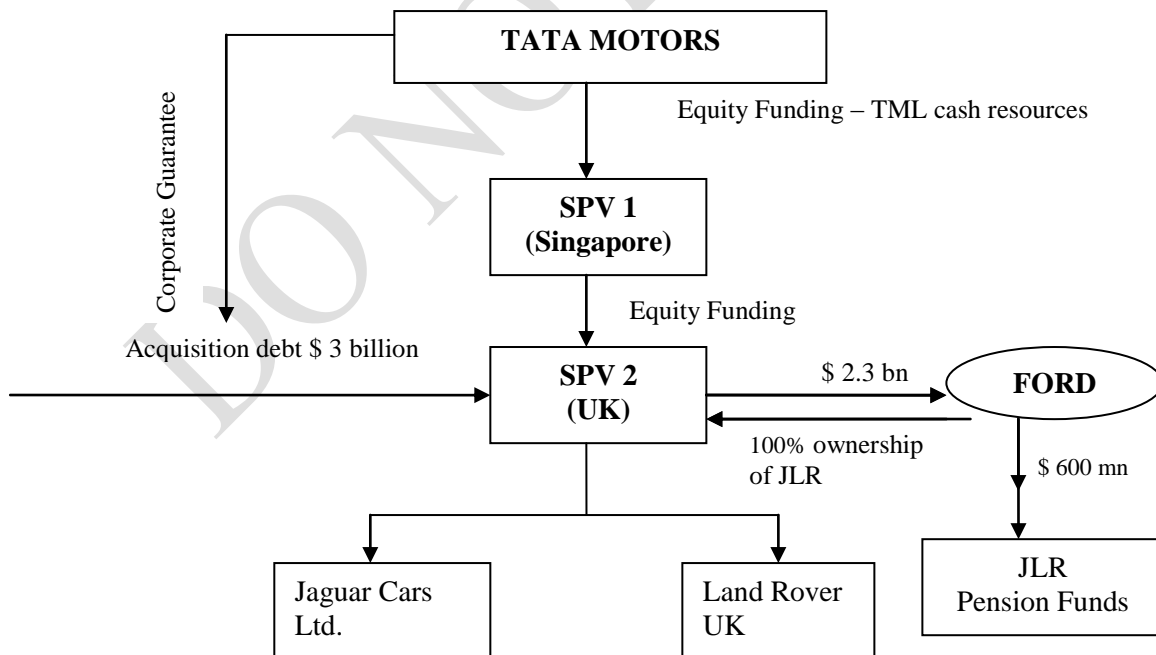 TATA MOTORS
Corporate Guarantee
Equity Funding – TML cash resources
SPV 1
(Singapore)
Equity Funding
Acquisition debt $ 3 billion
SPV 2
(UK)
$ 2.3 bn
FORD
100% ownership
of JLR
$ 600 mn
Jaguar Cars
Ltd.
Land Rover
UK
JLR
Pension Funds
DO NO